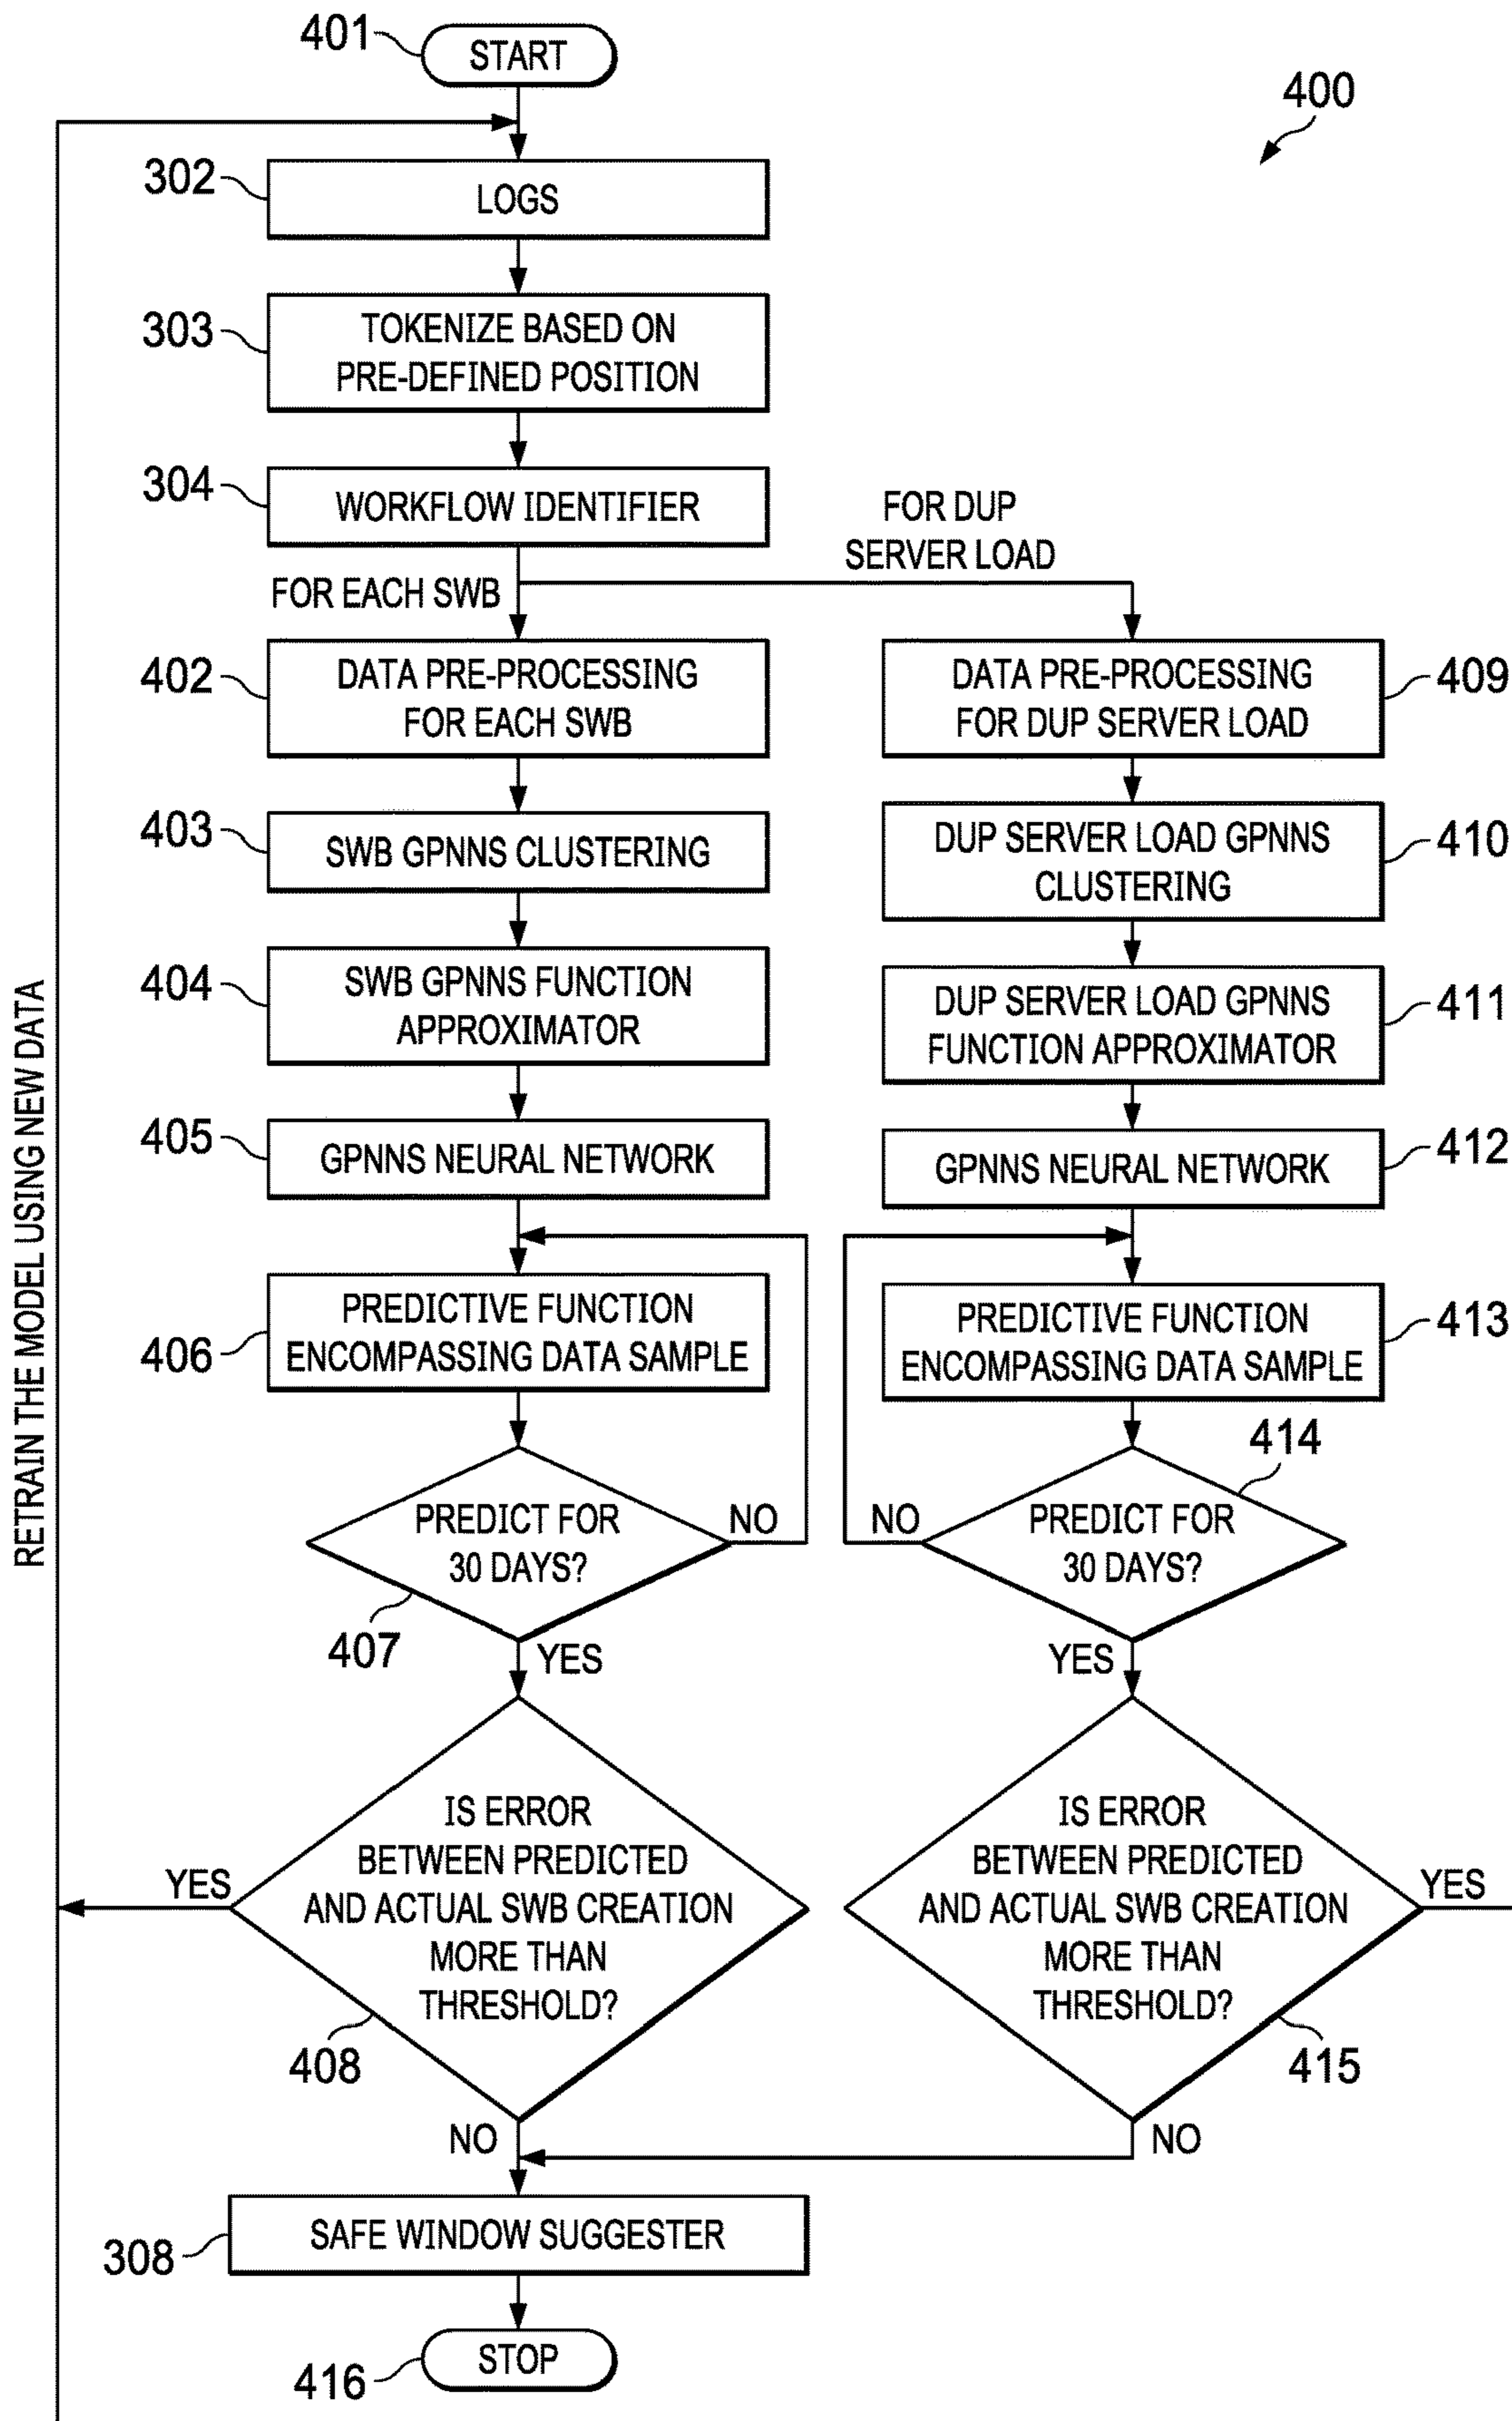 401
START
400
302
LOGS
303
TOKENIZE BASED ON
PRE-DEFINED POSITION
304
WORKFLOW IDENTIFIER
FOR DUP
SERVER LOAD
FOR EACH SWB
402
DATA PRE-PROCESSING
FOR EACH SWB
DATA PRE-PROCESSING
FOR DUP SERVER LOAD
409
403
SWB GPNNS CLUSTERING
DUP SERVER LOAD GPNNS
CLUSTERING
410
404
SWB GPNNS FUNCTION
APPROXIMATOR
DUP SERVER LOAD GPNNS
FUNCTION APPROXIMATOR
411
405
GPNNS NEURAL NETWORK
GPNNS NEURAL NETWORK
412
RETRAIN THE MODEL USING NEW DATA
406
PREDICTIVE FUNCTION
ENCOMPASSING DATA SAMPLE
PREDICTIVE FUNCTION
ENCOMPASSING DATA SAMPLE
413
PREDICT FOR
30 DAYS?
NO
407
YES
414
NO
PREDICT FOR
30 DAYS?
YES
YES
IS ERROR
BETWEEN PREDICTED
AND ACTUAL SWB CREATION
MORE THAN
THRESHOLD?
408
NO
IS ERROR
BETWEEN PREDICTED
AND ACTUAL SWB CREATION
MORE THAN
THRESHOLD?
YES
415
NO
308
SAFE WINDOW SUGGESTER
416
STOP